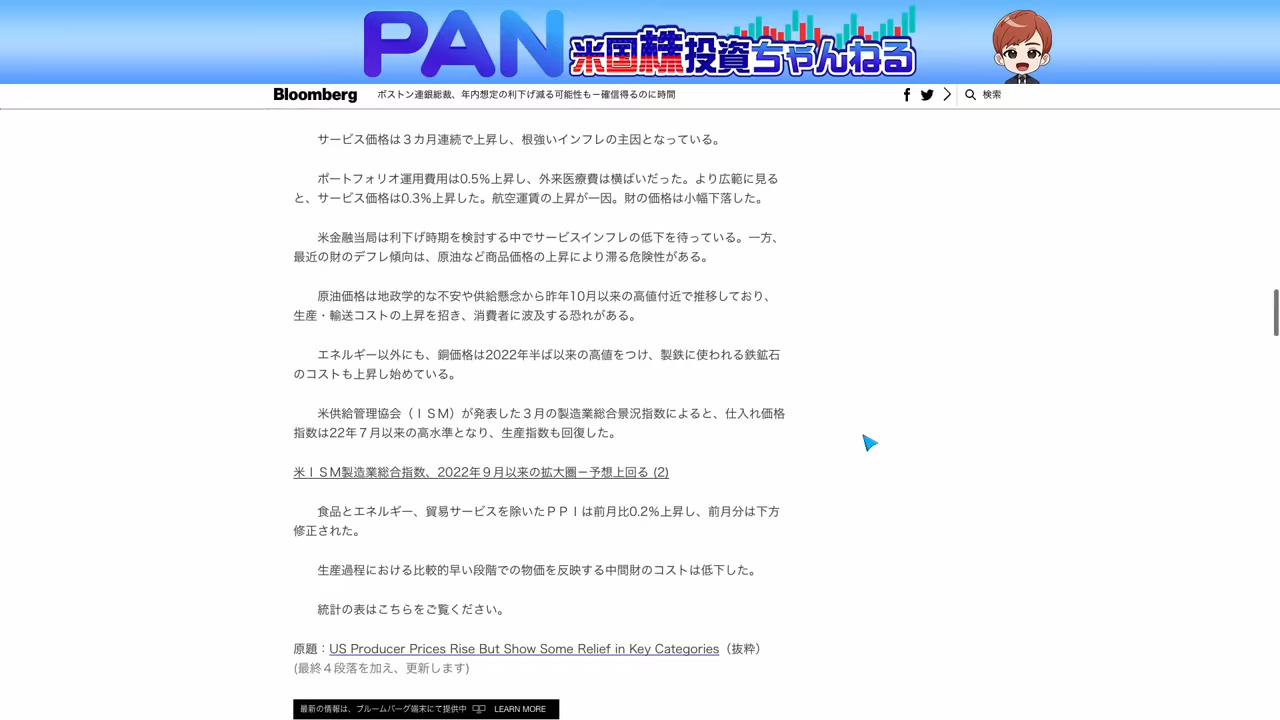 PAN 米国株投資ちゃんねる
Bloomberg ボストン連銀総裁、年内想定の利下げ減る可能性も－確信得るのに時間 検索
サービス価格は３カ月連続で上昇し、根強いインフレの主因となっている。
ポートフォリオ運用費用は0.5%上昇し、外来医療費は横ばいだった。より広範に見る
と、サービス価格は0.3%上昇した。航空運賃の上昇が一因。財の価格は小幅下落した。
米金融当局は利下げ時期を検討する中でサービスインフレの低下を待っている。一方、
最近の財のデフレ傾向は、原油など商品価格の上昇により滞る危険性がある。
原油価格は地政学的な不安や供給懸念から昨年10月以来の高値付近で推移しており、
生産・輸送コストの上昇を招き、消費者に波及する恐れがある。
エネルギー以外にも、銅価格は2022年半ば以来の高値をつけ、製鉄に使われる鉄鉱石
のコストも上昇し始めている。
米供給管理協会（ＩＳＭ）が発表した３月の製造業総合景況指数によると、仕入れ価格
指数は22年７月以来の高水準となり、生産指数も回復した。
米ＩＳＭ製造業総合指数、2022年９月以来の拡大圏－予想上回る (2)
食品とエネルギー、貿易サービスを除いたＰＰＩは前月比0.2%上昇し、前月分は下方
修正された。
生産過程における比較的早い段階での物価を反映する中間財のコストは低下した。
統計の表はこちらをご覧ください。
原題：US Producer Prices Rise But Show Some Relief in Key Categories（抜粋）
(最終４段落を加え、更新します)
最新の情報は、ブルームバーグ端末にて提供中 LEARN MORE